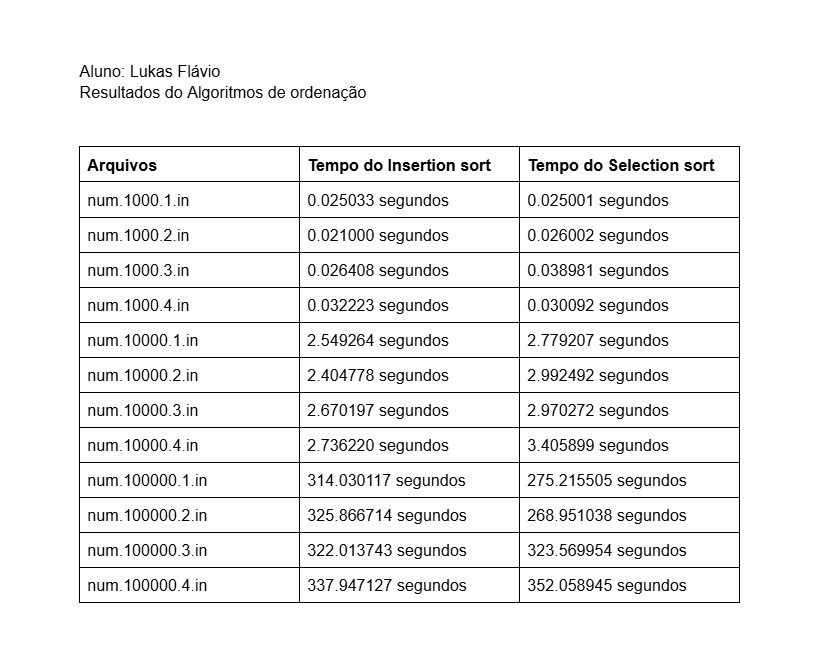 Aluno: Lukas Flávio
Resultados do Algoritmos de ordenação
Arquivos Tempo do Insertion sort Tempo do Selection sort
num.1000.1.in 0.025033 segundos 0.025001 segundos
num.1000.2.in 0.021000 segundos 0.026002 segundos
num.1000.3.in 0.026408 segundos 0.038981 segundos
num.1000.4.in 0.032223 segundos 0.030092 segundos
num.10000.1.in 2.549264 segundos 2.779207 segundos
num.10000.2.in 2.404778 segundos 2.992492 segundos
num.10000.3.in 2.670197 segundos 2.970272 segundos
num.10000.4.in 2.736220 segundos 3.405899 segundos
num.100000.1.in 314.030117 segundos 275.215505 segundos
num.100000.2.in 325.866714 segundos 268.951038 segundos
num.100000.3.in 322.013743 segundos 323.569954 segundos
num.100000.4.in 337.947127 segundos 352.058945 segundos